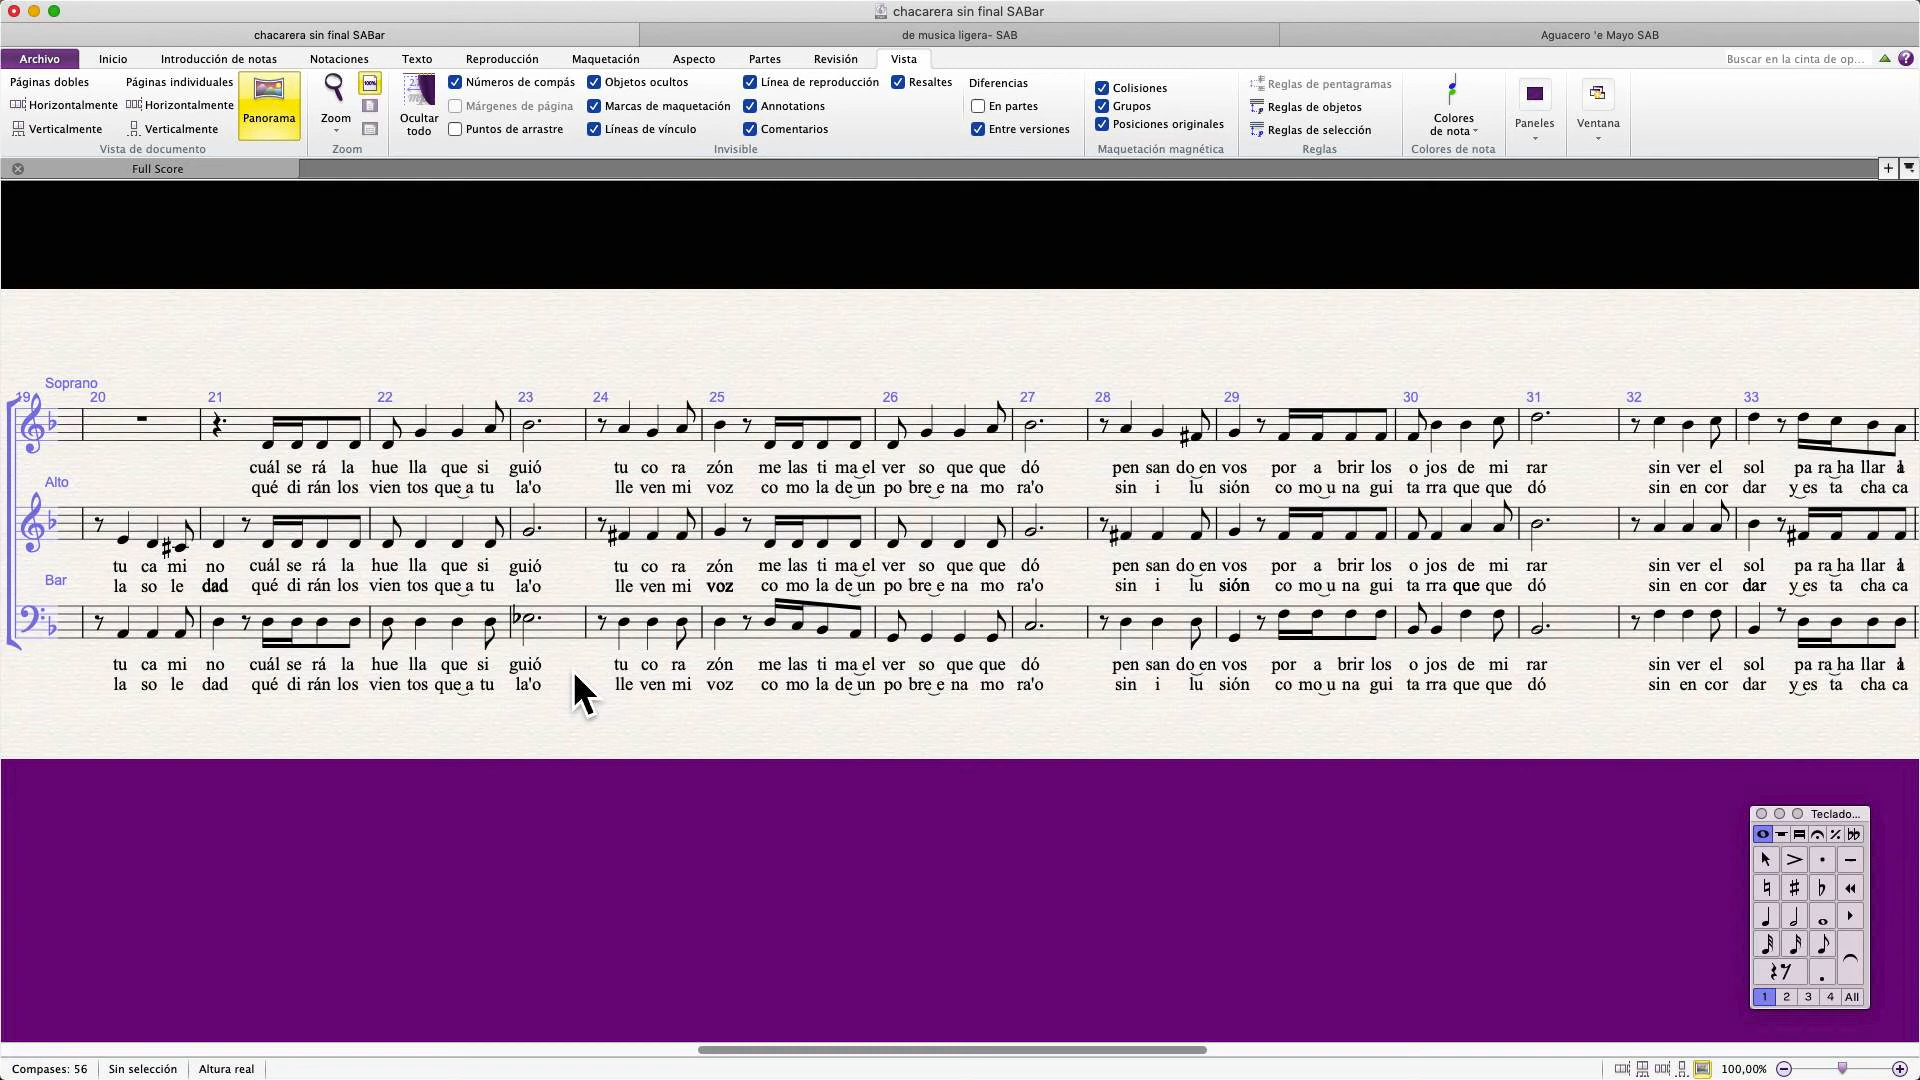 chacarera sin final SABar
chacarera sin final SABar
de musica ligera- SAB
Aguacero 'e Mayo SAB
Archivo Inicio Introducción de notas Notaciones Texto Reproducción Maquetación Aspecto Partes Revisión Vista
Buscar en la cinta de op...
Páginas dobles
Horizontalmente
Verticalmente
Páginas individuales
Horizontalmente
Verticalmente
Panorama
Vista de documento
Zoom
100%
Zoom
Ocultar todo
Números de compás
Márgenes de página
Puntos de arrastre
Objetos ocultos
Marcas de maquetación
Líneas de vínculo
Línea de reproducción
Annotations
Comentarios
Resaltes
Invisible
Diferencias
En partes
Entre versiones
Colisiones
Grupos
Posiciones originales
Maquetación magnética
Reglas de pentagramas
Reglas de objetos
Reglas de selección
Reglas
Colores de nota
Colores de nota
Paneles
Ventana
Full Score
Soprano
19 20 21 22 23 24 25 26 27 28 29 30 31 32 33
cuál se rá la hue lla que si guió tu co ra zón me las ti ma el ver so que que dó pen san do en vos por a brir los o jos de mi rar sin ver el sol pa ra ha llar
qué di rán los vien tos que a tu la'o lle ven mi voz co mo la de un po bre e na mo ra'o sin i lu sión co mo u na gui ta rra que que dó sin en cor dar y es ta cha ca
Alto
tu ca mi no cuál se rá la hue lla que si guió tu co ra zón me las ti ma el ver so que que dó pen san do en vos por a brir los o jos de mi rar sin ver el sol pa ra ha llar
la so le dad qué di rán los vien tos que a tu la'o lle ven mi voz co mo la de un po bre e na mo ra'o sin i lu sión co mo u na gui ta rra que que dó sin en cor dar y es ta cha ca
Bar
tu ca mi no cuál se rá la hue lla que si guió tu co ra zón me las ti ma el ver so que que dó pen san do en vos por a brir los o jos de mi rar sin ver el sol pa ra ha llar
la so le dad qué di rán los vien tos que a tu la'o lle ven mi voz co mo la de un po bre e na mo ra'o sin i lu sión co mo u na gui ta rra que que dó sin en cor dar y es ta cha ca
Teclado...
1 2 3 4 All
Compases: 56 Sin selección Altura real 100,00%